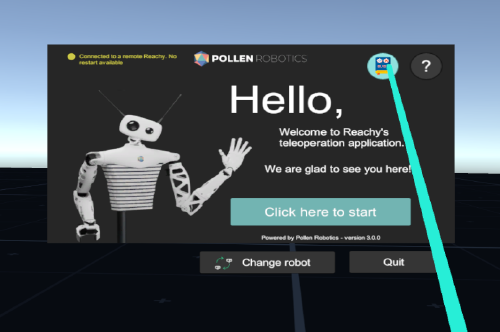 Connected to a remote Reachy. No
restart available
POLLEN ROBOTICS
?
Hello,
Welcome to Reachy's
teleoperation application.
We are glad to see you here!
Click here to start
Powered by Pollen Robotics - version 3.0.0
Change robot
Quit